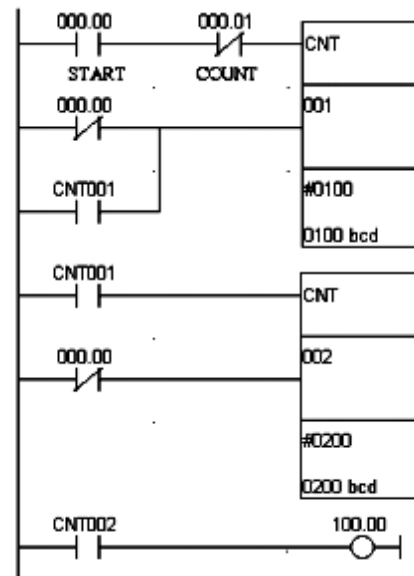 000.00 000.01
CNT
START COUNT
000.00
001
CNT001
#0100
0100 bcd
CNT001
CNT
000.00
002
#0200
0200 bcd
CNT002 100.00